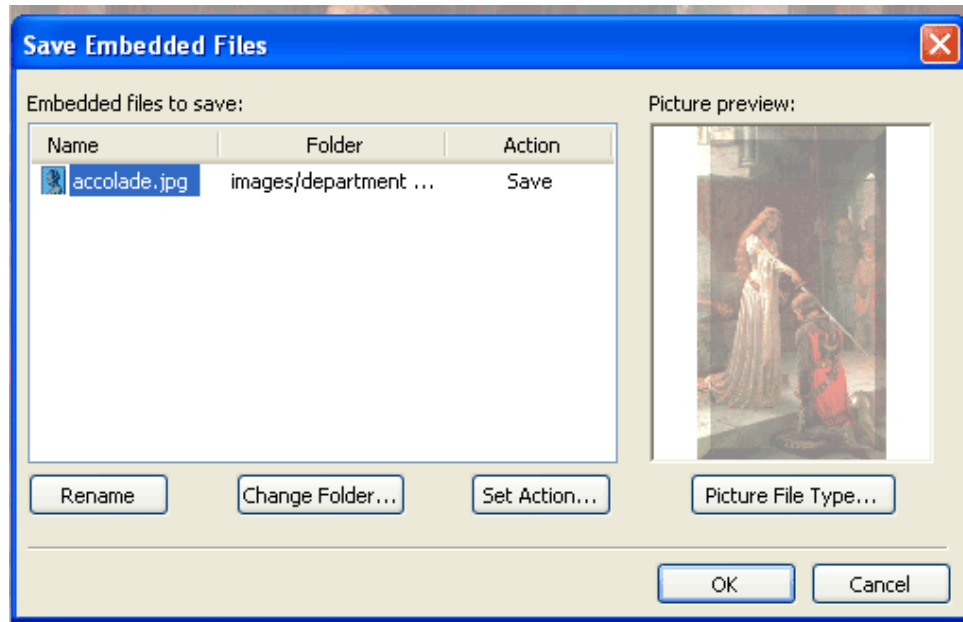 Save Embedded Files
Embedded files to save:
Picture preview:
Name Folder Action
accolade.jpg images/department ... Save
Rename Change Folder... Set Action... Picture File Type...
OK Cancel